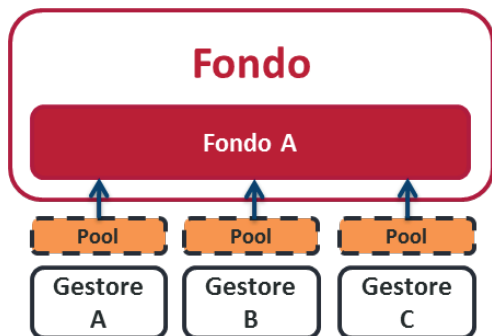 Fondo
Fondo A
Pool Pool Pool
Gestore Gestore Gestore
A B C